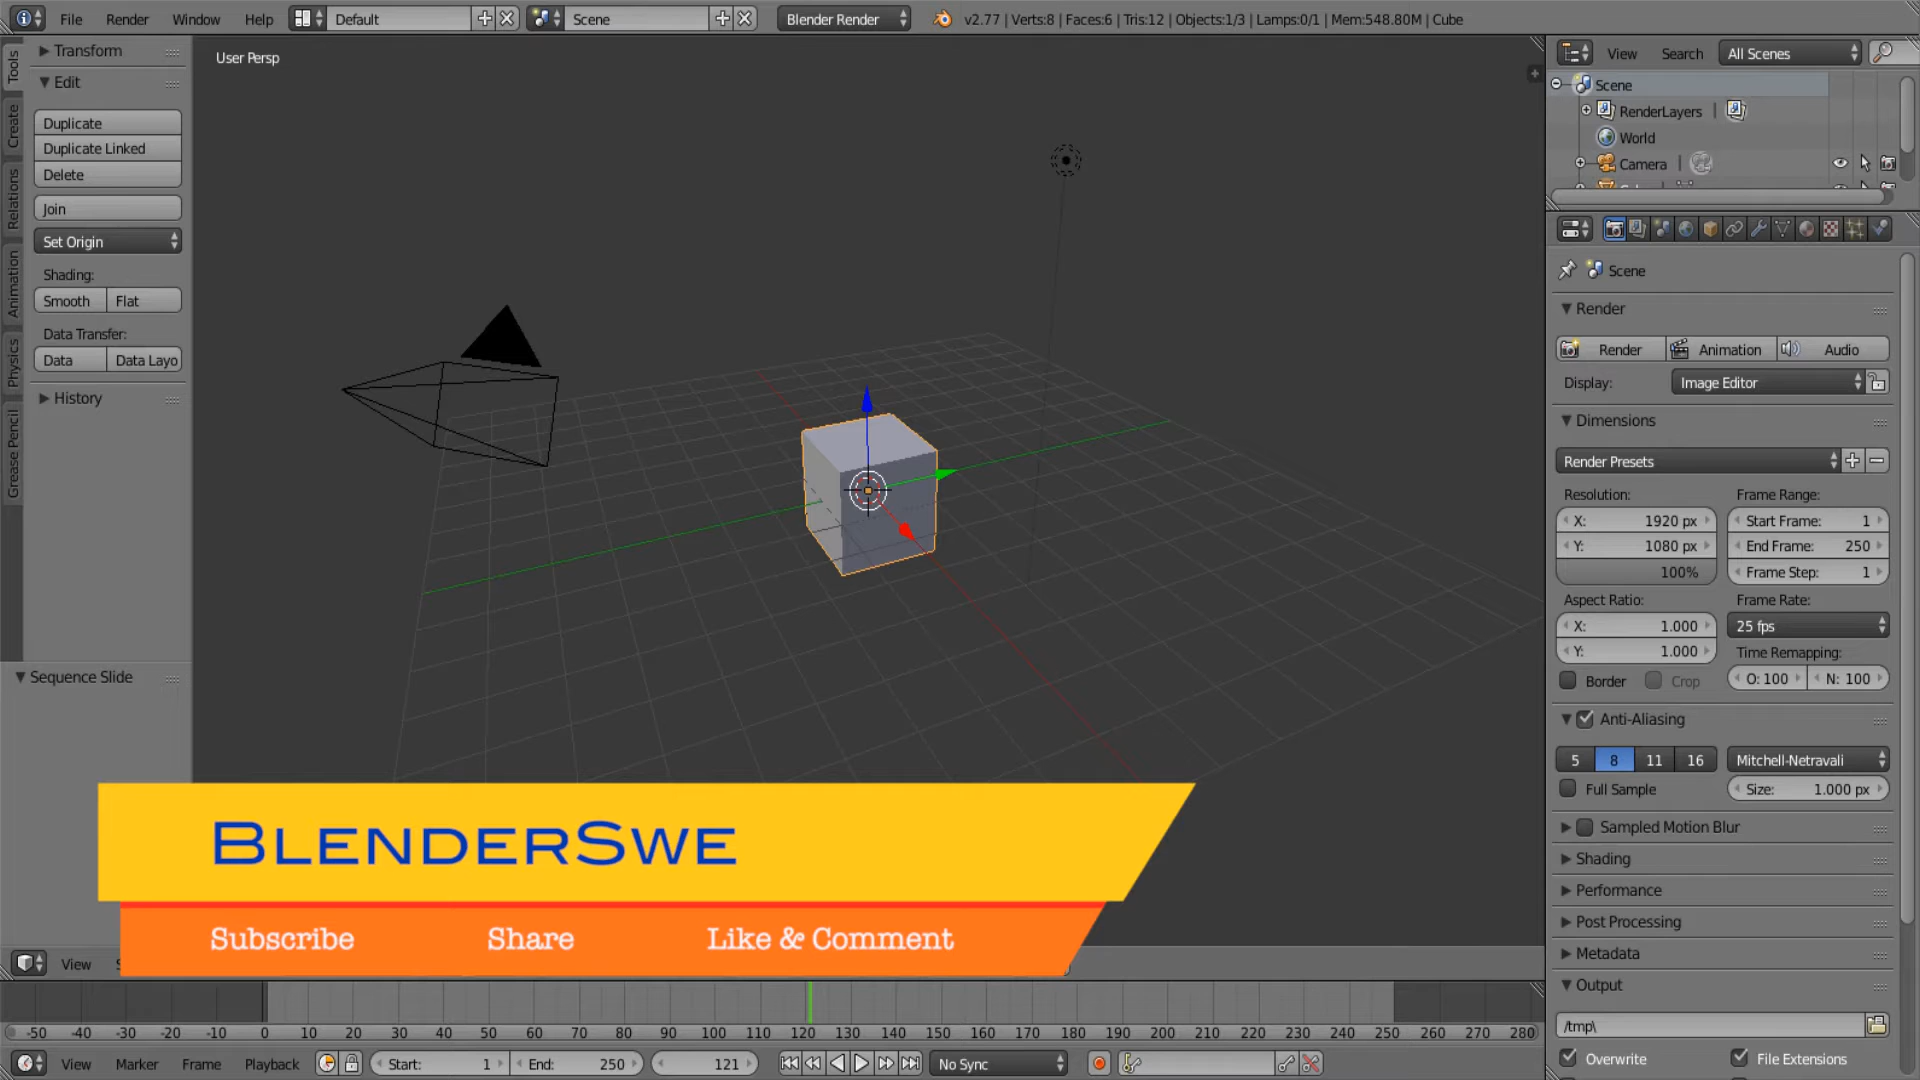 File Render Window Help Default Scene Blender Render v2.77 | Verts:8 | Faces:6 | Tris:12 | Objects:1/3 | Lamps:0/1 | Mem:548.80M | Cube
Tools
Create
Relations
Animation
Physics
Grease Pencil
Transform
Edit
Duplicate
Duplicate Linked
Delete
Join
Set Origin
Shading:
Smooth Flat
Data Transfer:
Data Data Layo
History
Sequence Slide
User Persp
View Search All Scenes
Scene
RenderLayers |
World
Camera |
Scene
Render
Render Animation Audio
Display: Image Editor
Dimensions
Render Presets
Resolution: Frame Range:
X: 1920 px Start Frame: 1
Y: 1080 px End Frame: 250
100% Frame Step: 1
Aspect Ratio: Frame Rate:
X: 1.000 25 fps
Y: 1.000 Time Remapping:
Border Crop O: 100 N: 100
Anti-Aliasing
5 8 11 16 Mitchell-Netravali
Full Sample Size: 1.000 px
Sampled Motion Blur
Shading
Performance
Post Processing
Metadata
Output
/tmp\
Overwrite File Extensions
BlenderSwe
Subscribe Share Like & Comment
View
-50 -40 -30 -20 -10 0 10 20 30 40 50 60 70 80 90 100 110 120 130 140 150 160 170 180 190 200 210 220 230 240 250 260 270 280
View Marker Frame Playback Start: 1 End: 250 121 No Sync